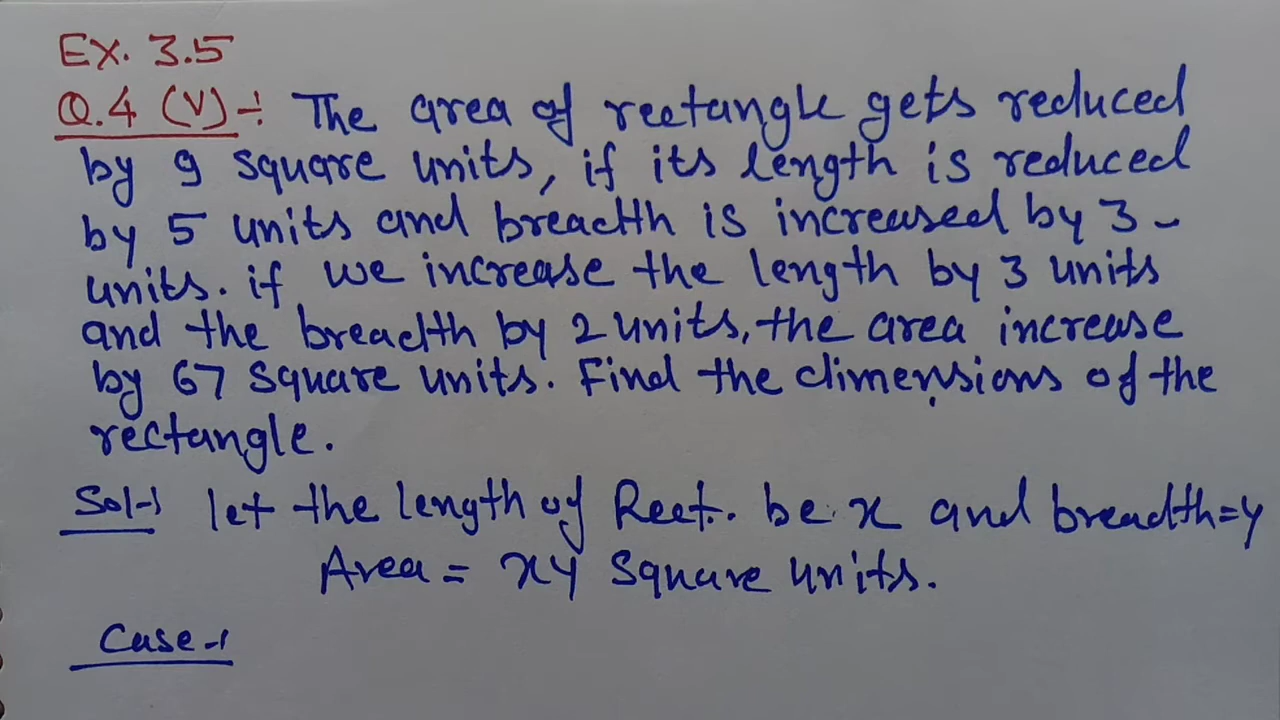 Ex. 3.5
Q.4 (V) -: The area of rectangle gets reduced
by 9 square units, if its length is reduced
by 5 units and breadth is increased by 3 -
units. if we increase the length by 3 units
and the breadth by 2 units, the area increase
by 67 square units. Find the dimensions of the
rectangle.
Sol-) let the length of Rect. be x and breadth=y
Area = xy Square units.
Case-1